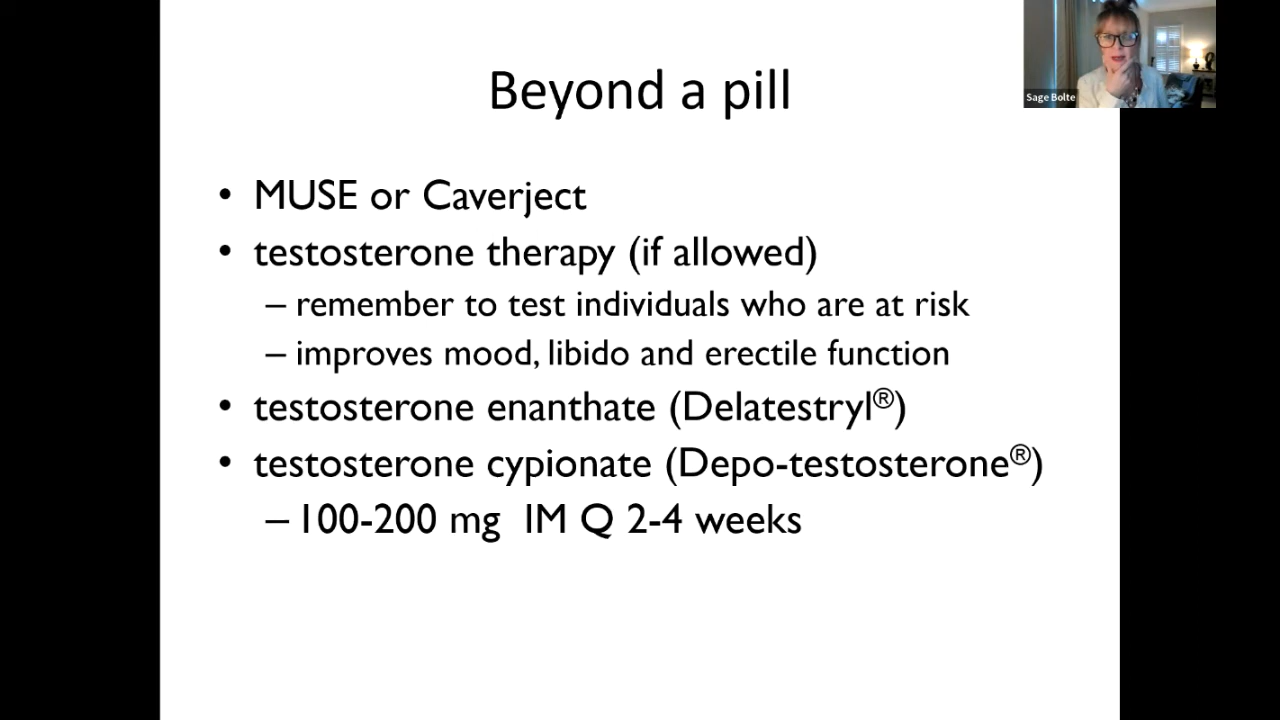 Beyond a pill
Sage Bolte
• MUSE or Caverject
• testosterone therapy (if allowed)
– remember to test individuals who are at risk
– improves mood, libido and erectile function
• testosterone enanthate (Delatestryl®)
• testosterone cypionate (Depo-testosterone®)
– 100-200 mg  IM Q 2-4 weeks